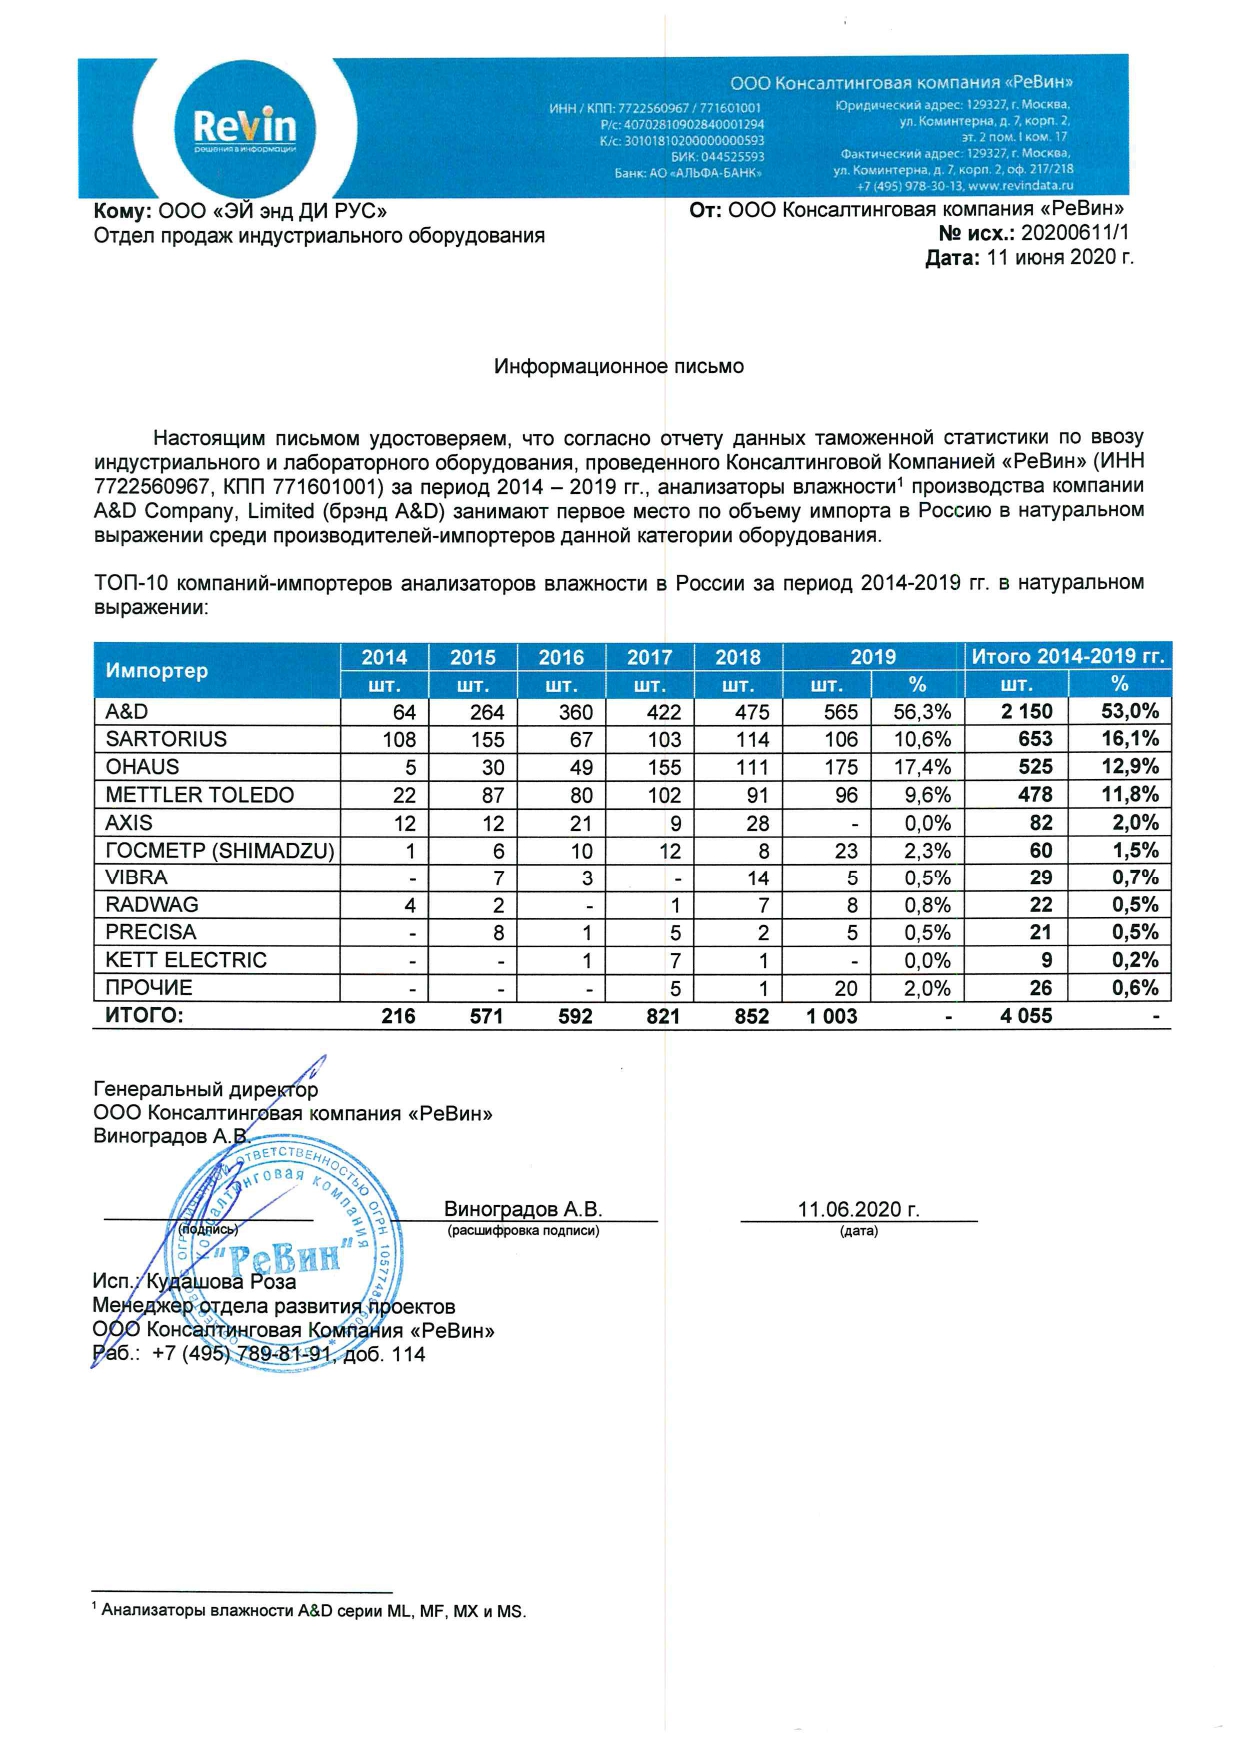 ReVin
решения в информации
ООО Консалтинговая компания «РеВин»
ИНН / КПП: 7722560967 / 771601001
Р/с: 40702810902840001294
К/с: 30101810200000000593
БИК: 044525593
Банк: АО «АЛЬФА-БАНК»
Юридический адрес: 129327, г. Москва,
ул. Коминтерна, д. 7, корп. 2,
эт. 2 пом. I ком. 17
Фактический адрес: 129327, г. Москва,
ул. Коминтерна, д. 7, корп. 2, оф. 217/218
+7 (495) 978-30-13, www.revindata.ru
Кому: ООО «ЭЙ энд ДИ РУС»
Отдел продаж индустриального оборудования
От: ООО Консалтинговая компания «РеВин»
№ исх.: 20200611/1
Дата: 11 июня 2020 г.
Информационное письмо
Настоящим письмом удостоверяем, что согласно отчету данных таможенной статистики по ввозу
индустриального и лабораторного оборудования, проведенного Консалтинговой Компанией «РеВин» (ИНН
7722560967, КПП 771601001) за период 2014 – 2019 гг., анализаторы влажности¹ производства компании
A&D Company, Limited (брэнд A&D) занимают первое место по объему импорта в Россию в натуральном
выражении среди производителей-импортеров данной категории оборудования.
ТОП-10 компаний-импортеров анализаторов влажности в России за период 2014-2019 гг. в натуральном
выражении:
Импортер 2014 2015 2016 2017 2018 2019 Итого 2014-2019 гг.
шт. шт. шт. шт. шт. шт. % шт. %
A&D 64 264 360 422 475 565 56,3% 2 150 53,0%
SARTORIUS 108 155 67 103 114 106 10,6% 653 16,1%
OHAUS 5 30 49 155 111 175 17,4% 525 12,9%
METTLER TOLEDO 22 87 80 102 91 96 9,6% 478 11,8%
AXIS 12 12 21 9 28 - 0,0% 82 2,0%
ГОСМЕТР (SHIMADZU) 1 6 10 12 8 23 2,3% 60 1,5%
VIBRA - 7 3 - 14 5 0,5% 29 0,7%
RADWAG 4 2 - 1 7 8 0,8% 22 0,5%
PRECISA - 8 1 5 2 5 0,5% 21 0,5%
KETT ELECTRIC - - 1 7 1 - 0,0% 9 0,2%
ПРОЧИЕ - - - 5 1 20 2,0% 26 0,6%
ИТОГО: 216 571 592 821 852 1 003 - 4 055 -
Генеральный директор
ООО Консалтинговая компания «РеВин»
Виноградов А.В.
Виноградов А.В. 11.06.2020 г.
(подпись) (расшифровка подписи) (дата)
ОТВЕТСТВЕННОСТЬЮ ОГРН
Консалтинговая компания
"РеВин"
Исп.: Кудашова Роза
Менеджер отдела развития проектов
ООО Консалтинговая Компания «РеВин»
Раб.: +7 (495) 789-81-91, доб. 114
¹ Анализаторы влажности A&D серии ML, MF, MX и MS.